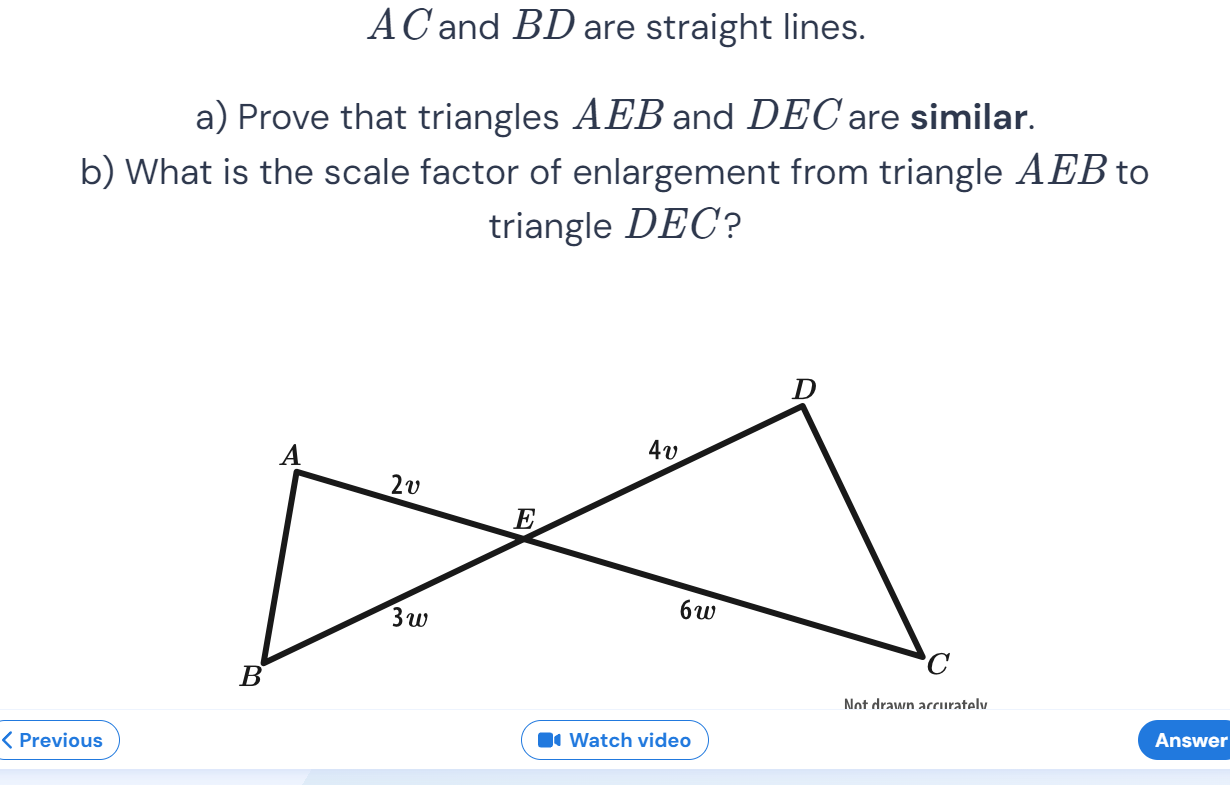 AC and BD are straight lines.
a) Prove that triangles AEB and DEC are similar.
b) What is the scale factor of enlargement from triangle AEB to
triangle DEC?
D
A
4v
2v
E
3w
6w
B
C
Not drawn accurately
Previous
Watch video
Answer